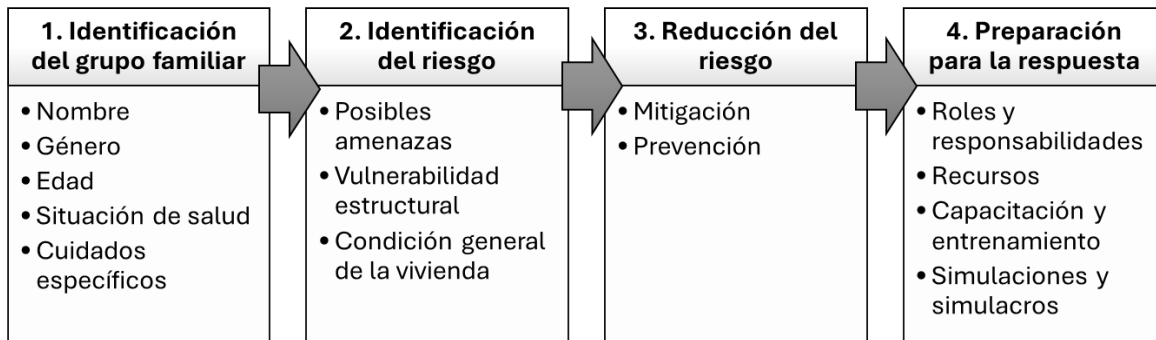 1. Identificación
del grupo familiar
• Nombre
• Género
• Edad
• Situación de salud
• Cuidados
específicos
2. Identificación
del riesgo
• Posibles
amenazas
• Vulnerabilidad
estructural
• Condición general
de la vivienda
3. Reducción del
riesgo
• Mitigación
• Prevención
4. Preparación
para la respuesta
• Roles y
responsabilidades
• Recursos
• Capacitación y
entrenamiento
• Simulaciones y
simulacros